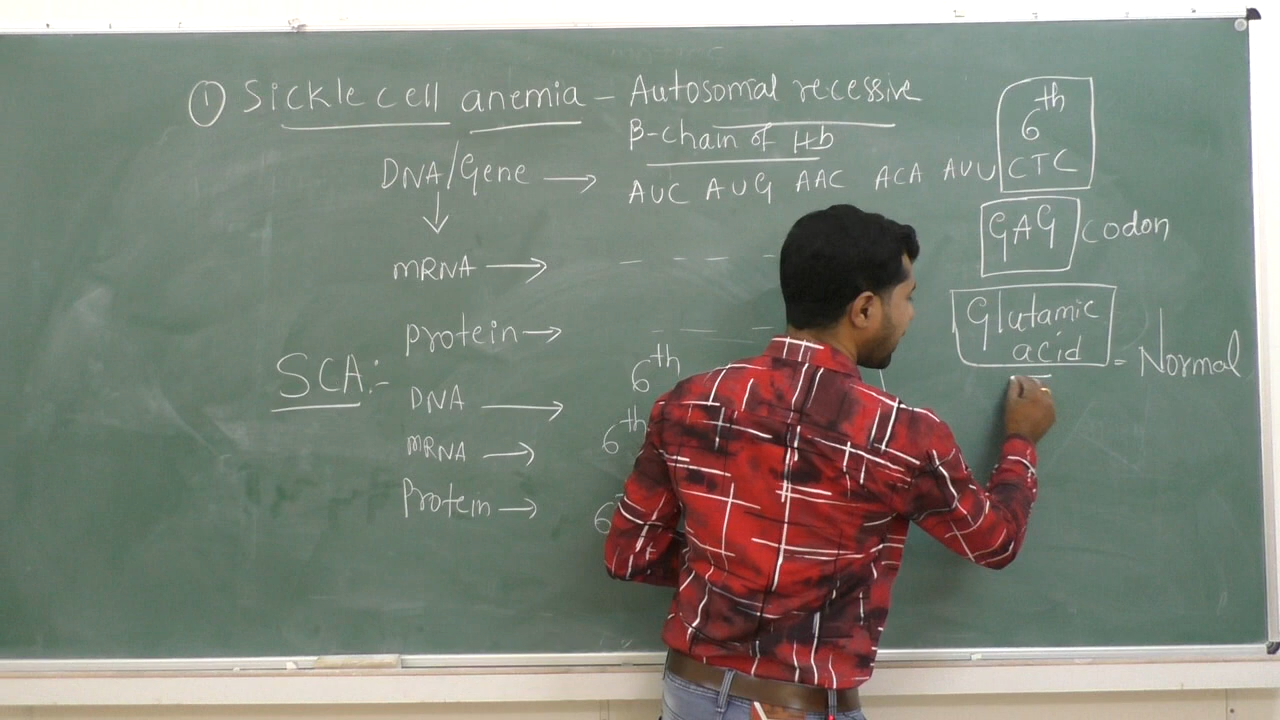 ① Sickle cell anemia – Autosomal recessive
β-chain of Hb
6th
DNA/Gene → AUC AUG AAC ACA AUU CTC
GAG codon
mRNA → – – – –
Glutamic
acid = Normal
protein → – – –
SCA:-
6th
DNA →
mRNA → 6th
Protein → 6